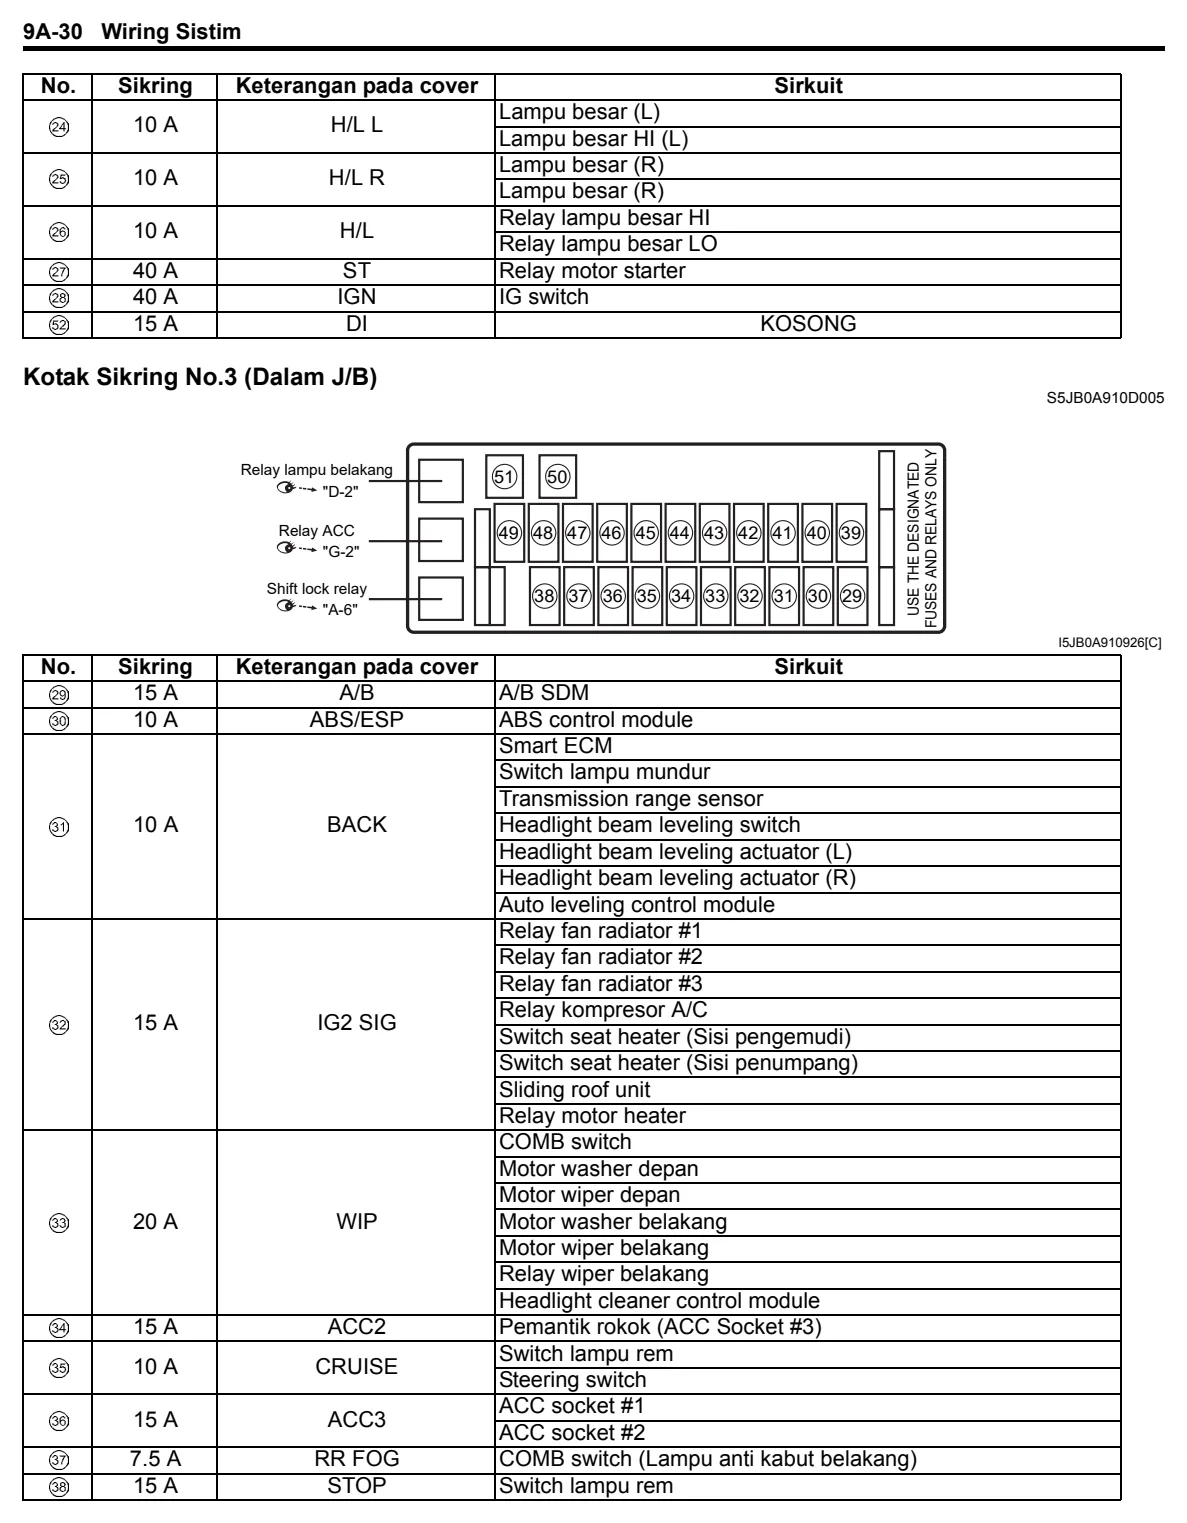 9A-30 Wiring Sistim
No. Sikring Keterangan pada cover Sirkuit
24 10 A H/L L Lampu besar (L)
Lampu besar HI (L)
25 10 A H/L R Lampu besar (R)
Lampu besar (R)
26 10 A H/L Relay lampu besar HI
Relay lampu besar LO
27 40 A ST Relay motor starter
28 40 A IGN IG switch
52 15 A DI KOSONG
Kotak Sikring No.3 (Dalam J/B)
S5JB0A910D005
Relay lampu belakang
"D-2"
Relay ACC
"G-2"
Shift lock relay
"A-6"
51 50
49 48 47 46 45 44 43 42 41 40 39
38 37 36 35 34 33 32 31 30 29
USE THE DESIGNATED
FUSES AND RELAYS ONLY
I5JB0A910926[C]
No. Sikring Keterangan pada cover Sirkuit
29 15 A A/B A/B SDM
30 10 A ABS/ESP ABS control module
31 10 A BACK Smart ECM
Switch lampu mundur
Transmission range sensor
Headlight beam leveling switch
Headlight beam leveling actuator (L)
Headlight beam leveling actuator (R)
Auto leveling control module
32 15 A IG2 SIG Relay fan radiator #1
Relay fan radiator #2
Relay fan radiator #3
Relay kompresor A/C
Switch seat heater (Sisi pengemudi)
Switch seat heater (Sisi penumpang)
Sliding roof unit
Relay motor heater
33 20 A WIP COMB switch
Motor washer depan
Motor wiper depan
Motor washer belakang
Motor wiper belakang
Relay wiper belakang
Headlight cleaner control module
34 15 A ACC2 Pemantik rokok (ACC Socket #3)
35 10 A CRUISE Switch lampu rem
Steering switch
36 15 A ACC3 ACC socket #1
ACC socket #2
37 7.5 A RR FOG COMB switch (Lampu anti kabut belakang)
38 15 A STOP Switch lampu rem